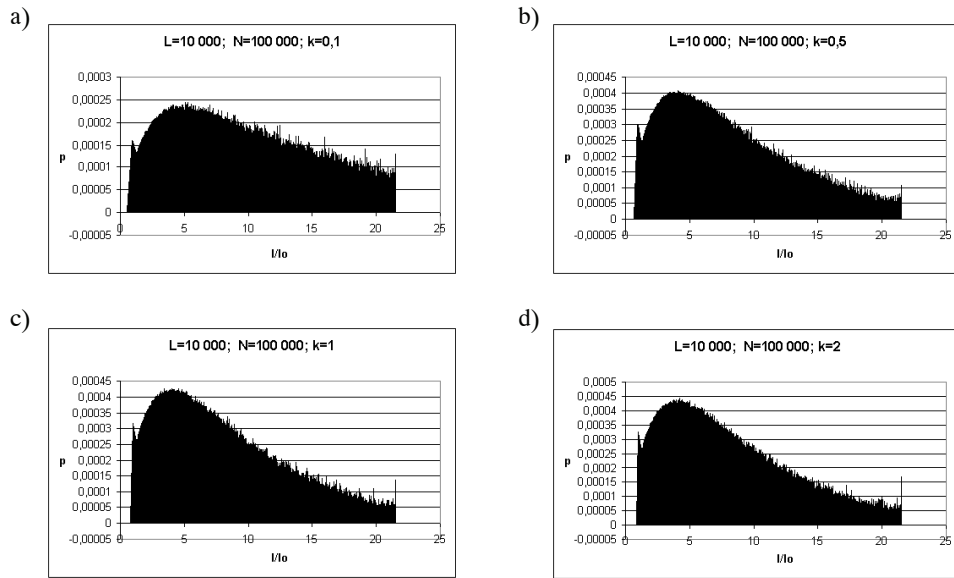 a)
L=10 000; N=100 000; k=0,1
0,0003
0,00025
0,0002
0,00015
0,0001
0,00005
0
-0,00005
p
0 5 10 15 20 25
l/lo
b)
L=10 000; N=100 000; k=0,5
0,00045
0,0004
0,00035
0,0003
0,00025
0,0002
0,00015
0,0001
0,00005
0
-0,00005
p
0 5 10 15 20 25
l/lo
c)
L=10 000; N=100 000; k=1
0,00045
0,0004
0,00035
0,0003
0,00025
0,0002
0,00015
0,0001
0,00005
0
-0,00005
p
0 5 10 15 20 25
l/lo
d)
L=10 000; N=100 000; k=2
0,0005
0,00045
0,0004
0,00035
0,0003
0,00025
0,0002
0,00015
0,0001
0,00005
0
-0,00005
p
0 5 10 15 20 25
l/lo